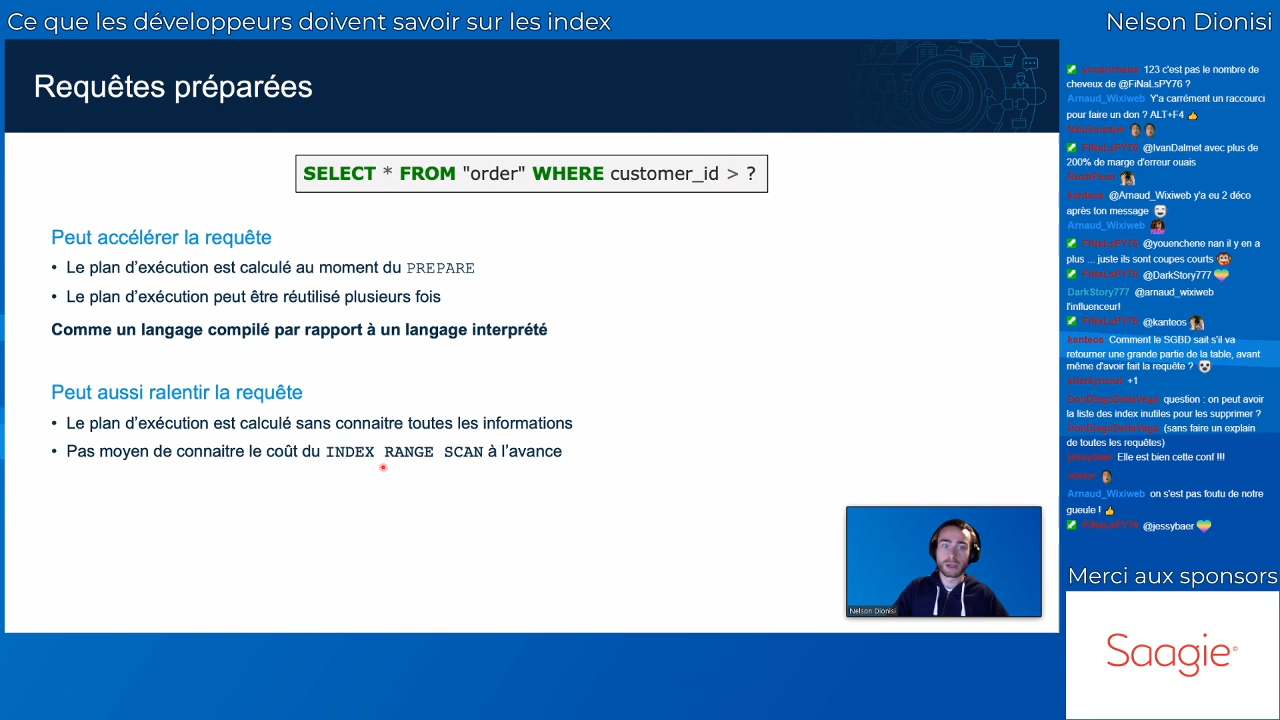 Ce que les développeurs doivent savoir sur les index
Nelson Dionisi
Requêtes préparées
SELECT * FROM "order" WHERE customer_id > ?
Peut accélérer la requête
• Le plan d'exécution est calculé au moment du PREPARE
• Le plan d'exécution peut être réutilisé plusieurs fois
Comme un langage compilé par rapport à un langage interprété
Peut aussi ralentir la requête
• Le plan d'exécution est calculé sans connaitre toutes les informations
• Pas moyen de connaitre le coût du INDEX RANGE SCAN à l'avance
Nelson Dionisi
youenchene 123 c'est pas le nombre de
cheveux de @FiNaLsPY76 ?
Arnaud_Wixiweb Y'a carrément un raccourci
pour faire un don ? ALT+F4
FiNaLsPY76 @IvanDalmet avec plus de
200% de marge d'erreur ouais
kanteos @Arnaud_Wixiweb y'a eu 2 déco
après ton message
Arnaud_Wixiweb
FiNaLsPY76 @youenchene nan il y en a
plus ... juste ils sont coupes courts
FiNaLsPY76 @DarkStory777
DarkStory777 @arnaud_wixiweb
l'influenceur!
FiNaLsPY76 @kanteos
kanteos Comment le SGBD sait s'il va
retourner une grande partie de la table, avant
même d'avoir fait la requête ?
+1
DonDiegoDellaVega question : on peut avoir
la liste des index inutiles pour les supprimer ?
DonDiegoDellaVega (sans faire un explain
de toutes les requêtes)
jessybaer Elle est bien cette conf !!!
Arnaud_Wixiweb on s'est pas foutu de notre
gueule !
FiNaLsPY76 @jessybaer
Merci aux sponsors
Saagie